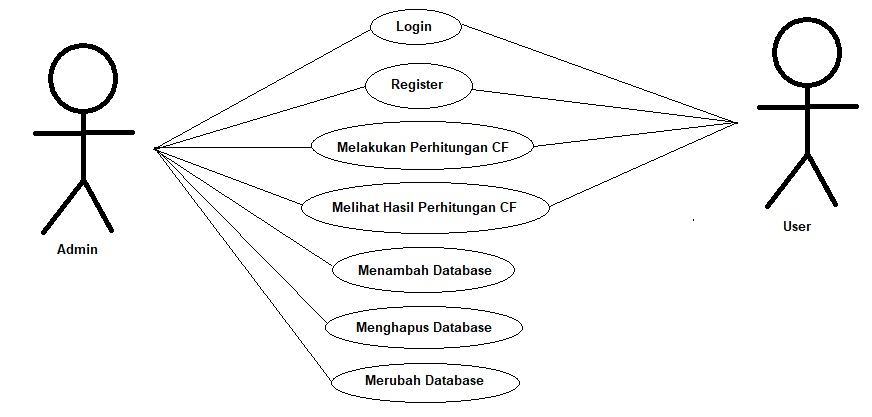 Login
Register
Melakukan Perhitungan CF
Melihat Hasil Perhitungan CF
Menambah Database
Menghapus Database
Merubah Database
Admin
User